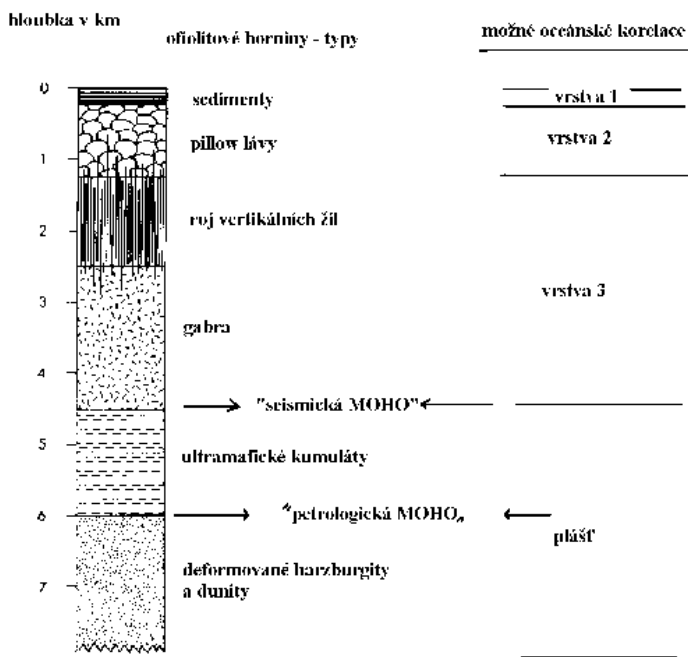 hloubka v km
ofiolitové horniny - typy
možné oceánské korelace
0
sedimenty
vrstva 1
pillow lávy
vrstva 2
1
roj vertikálních žil
2
vrstva 3
3
gabra
4
"seismická MOHO"
5
ultramafické kumuláty
6
"petrologická MOHO„
plášť
deformované harzburgity
7
a dunity